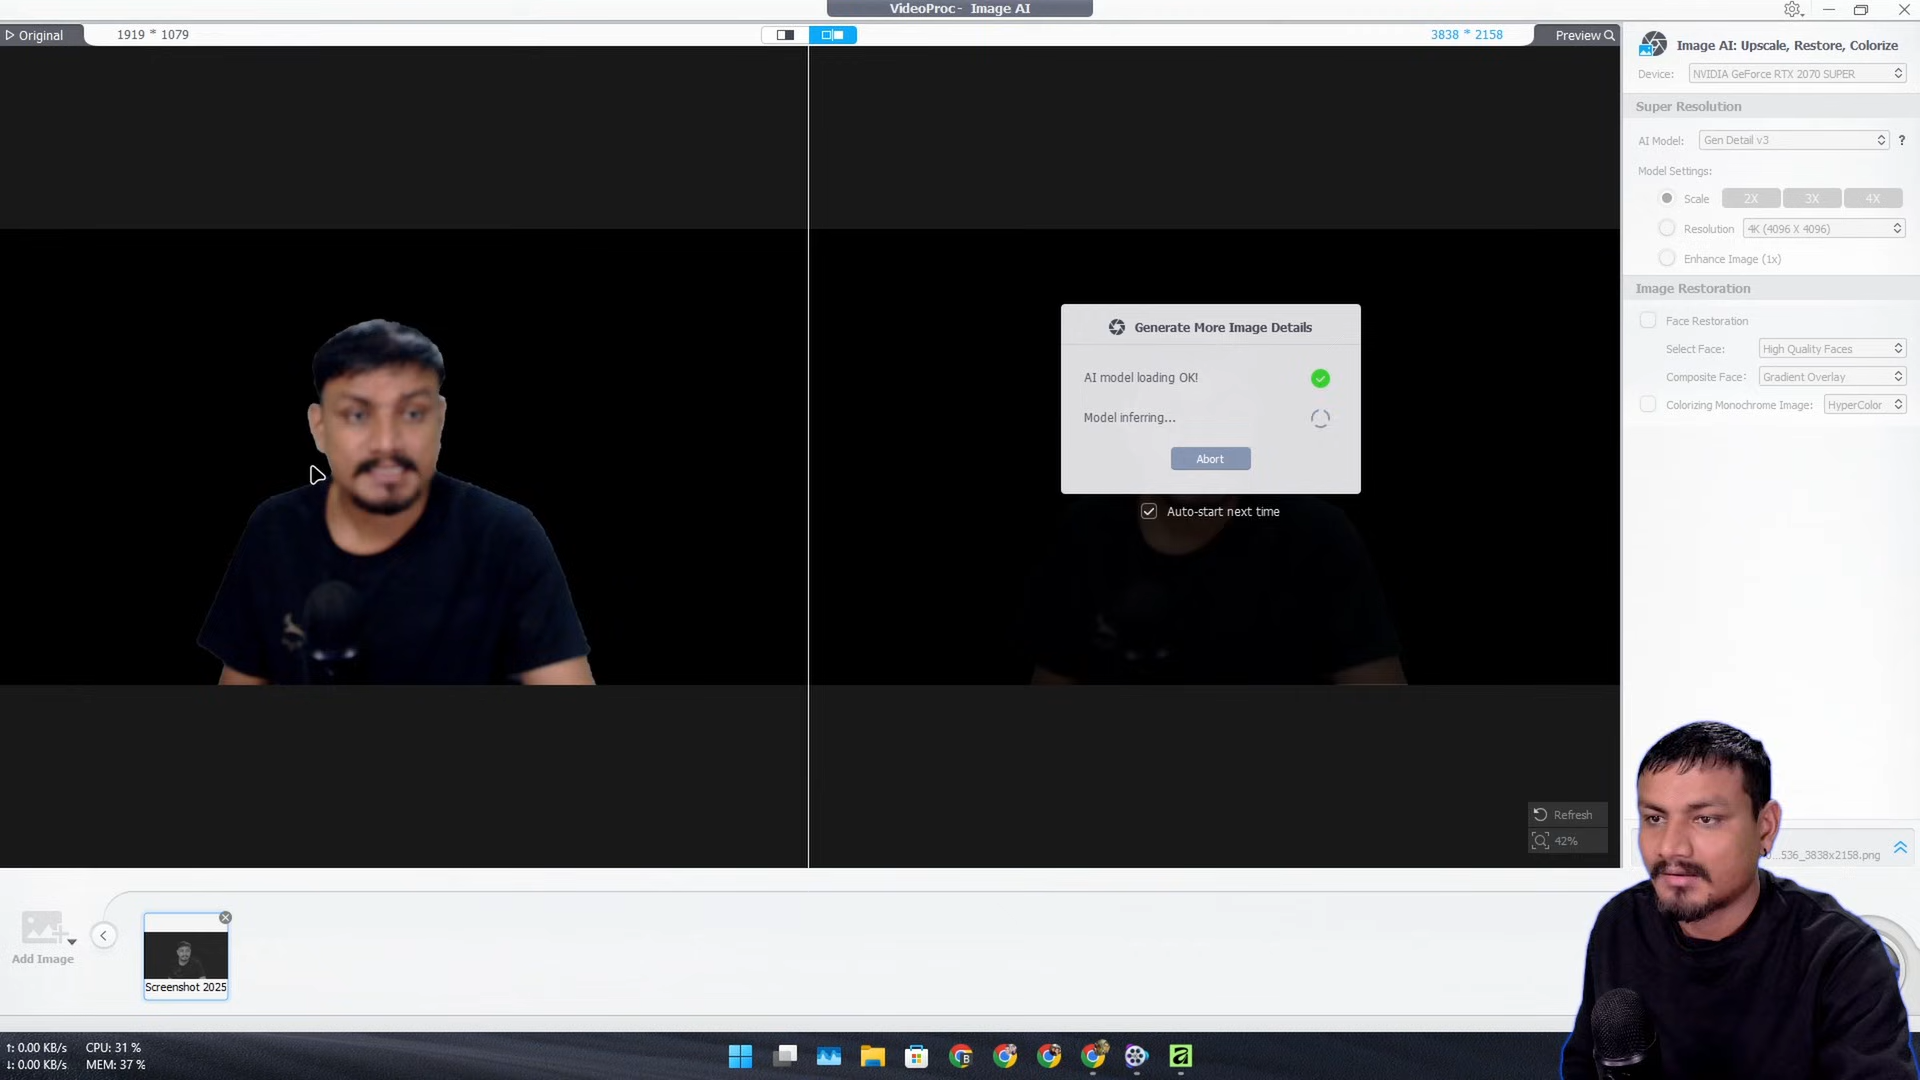 VideoProc - Image AI
Original
1919 * 1079
3838 * 2158
Preview
Image AI: Upscale, Restore, Colorize
Device: NVIDIA GeForce RTX 2070 SUPER
Super Resolution
AI Model: Gen Detail v3 ?
Model Settings:
Scale 2X 3X 4X
Resolution 4K (4096 X 4096)
Enhance Image (1x)
Image Restoration
Face Restoration
Select Face: High Quality Faces
Composite Face: Gradient Overlay
Colorizing Monochrome Image: HyperColor
Generate More Image Details
AI model loading OK!
Model inferring...
Abort
Auto-start next time
Refresh
42%
...536_3838x2158.png
Add Image
Screenshot 2025
↑: 0.00 KB/s CPU: 31 %
↓: 0.00 KB/s MEM: 37 %